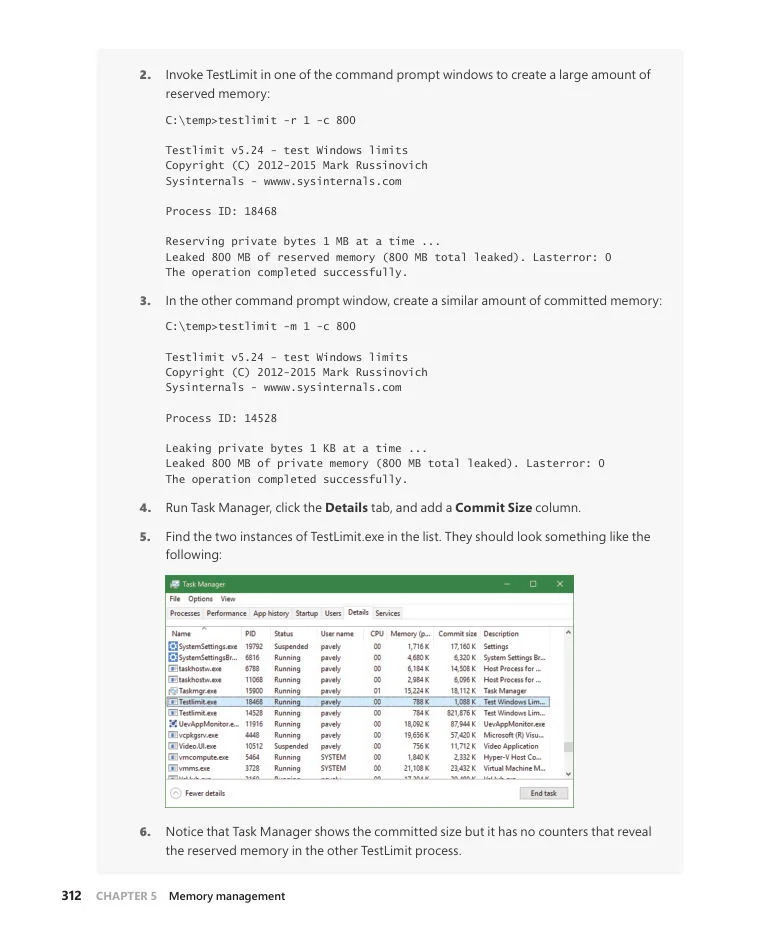 2. Invoke TestLimit in one of the command prompt windows to create a large amount of
reserved memory:
C:\temp>testlimit -r 1 -c 800
Testlimit v5.24 - test Windows limits
Copyright (C) 2012-2015 Mark Russinovich
Sysinternals - wwww.sysinternals.com
Process ID: 18468
Reserving private bytes 1 MB at a time ...
Leaked 800 MB of reserved memory (800 MB total leaked). Lasterror: 0
The operation completed successfully.
3. In the other command prompt window, create a similar amount of committed memory:
C:\temp>testlimit -m 1 -c 800
Testlimit v5.24 - test Windows limits
Copyright (C) 2012-2015 Mark Russinovich
Sysinternals - wwww.sysinternals.com
Process ID: 14528
Leaking private bytes 1 KB at a time ...
Leaked 800 MB of private memory (800 MB total leaked). Lasterror: 0
The operation completed successfully.
4. Run Task Manager, click the Details tab, and add a Commit Size column.
5. Find the two instances of TestLimit.exe in the list. They should look something like the
following:
Task Manager
File Options View
Processes Performance App history Startup Users Details Services
Name PID Status User name CPU Memory (p... Commit size Description
SystemSettings.exe 19792 Suspended pavely 00 1,716 K 17,160 K Settings
SystemSettingsBr... 6816 Running pavely 00 4,680 K 6,320 K System Settings Br...
taskhostw.exe 6788 Running pavely 00 6,184 K 14,508 K Host Process for ...
taskhostw.exe 11068 Running pavely 00 2,984 K 6,096 K Host Process for ...
Taskmgr.exe 15900 Running pavely 01 15,224 K 18,112 K Task Manager
Testlimit.exe 18468 Running pavely 00 788 K 1,088 K Test Windows Lim...
Testlimit.exe 14528 Running pavely 00 784 K 821,876 K Test Windows Lim...
UevAppMonitor.e... 11916 Running pavely 00 18,092 K 87,944 K UevAppMonitor.exe
vcpkgsrv.exe 4448 Running pavely 00 19,656 K 57,420 K Microsoft (R) Visu...
Video.UI.exe 10512 Suspended pavely 00 756 K 11,712 K Video Application
vmcompute.exe 5464 Running SYSTEM 00 1,840 K 2,332 K Hyper-V Host Co...
vmms.exe 3728 Running SYSTEM 00 21,108 K 23,432 K Virtual Machine M...
Fewer details End task
6. Notice that Task Manager shows the committed size but it has no counters that reveal
the reserved memory in the other TestLimit process.
312 CHAPTER 5 Memory management